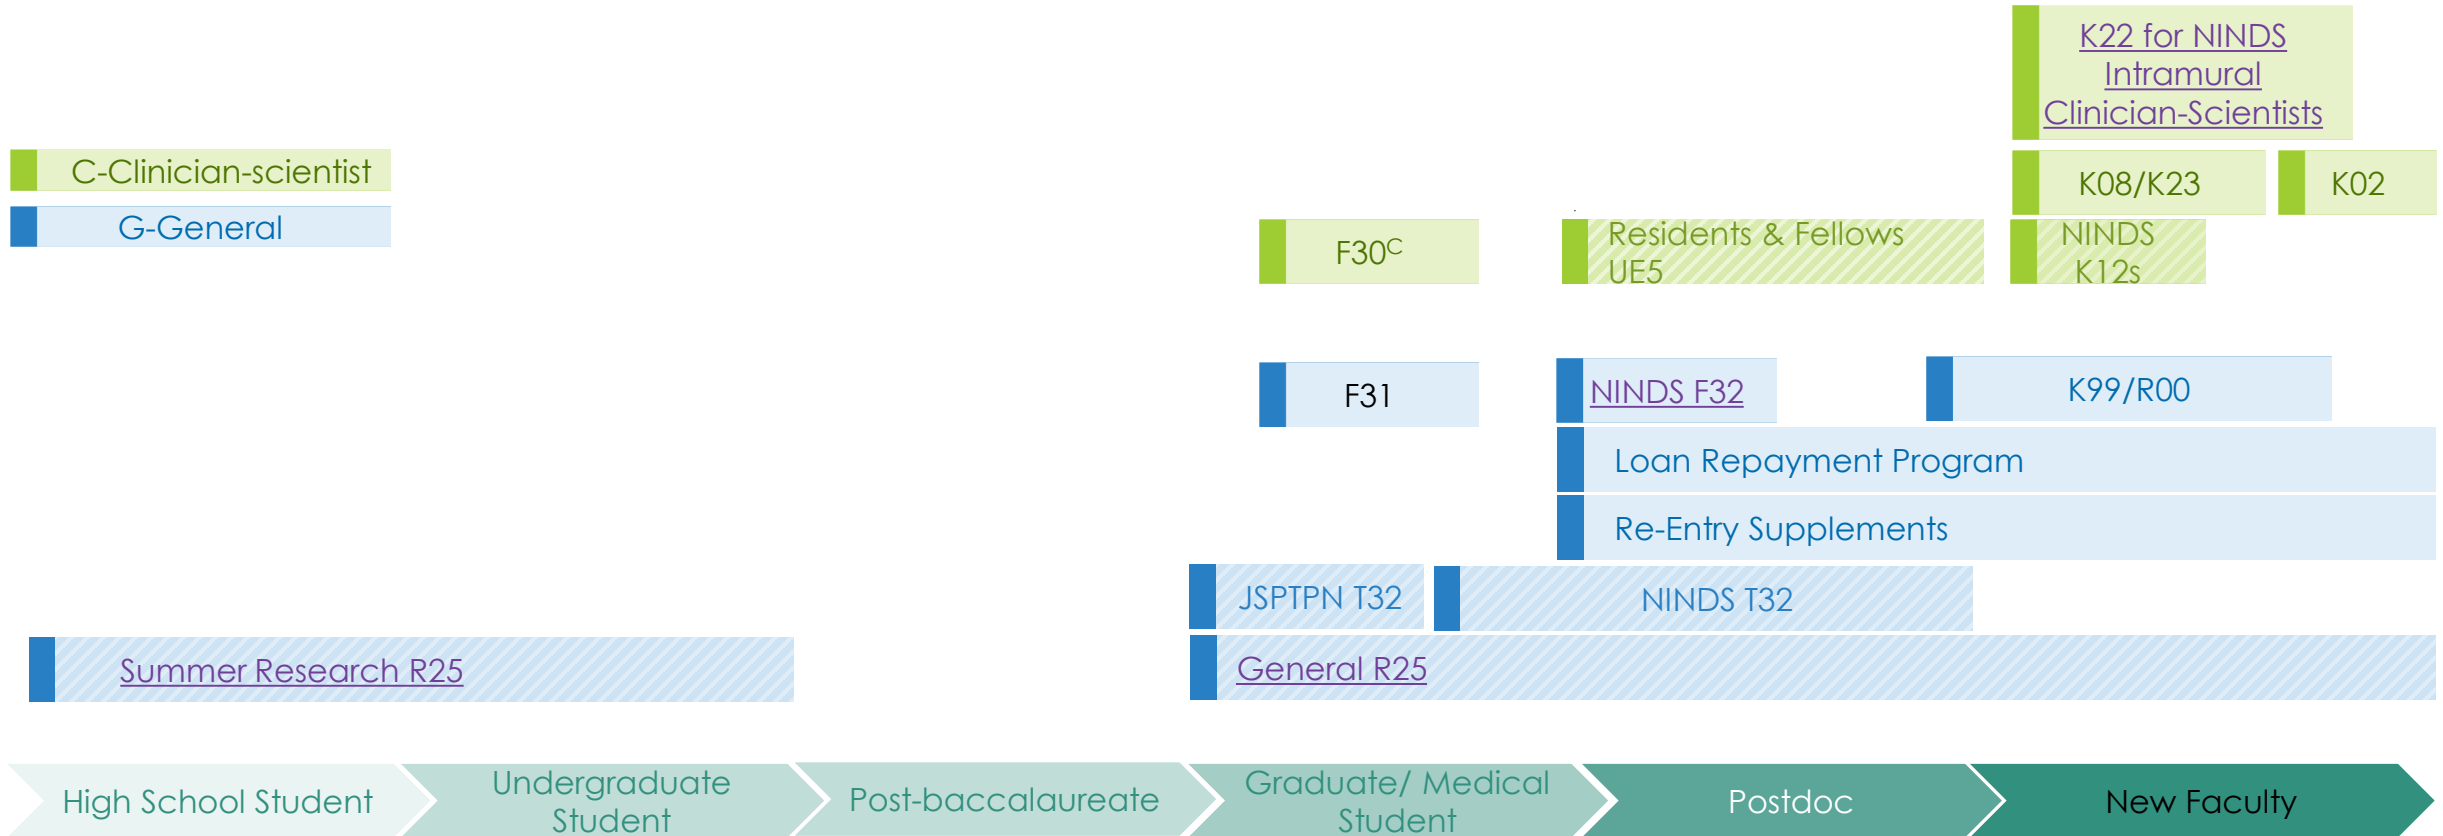 K22 for NINDS
Intramural
Clinician-Scientists
C-Clinician-scientist
K08/K23
K02
G-General
F30ᶜ
Residents & Fellows
UE5
NINDS
K12s
F31
NINDS F32
K99/R00
Loan Repayment Program
Re-Entry Supplements
JSPTPN T32
NINDS T32
Summer Research R25
General R25
High School Student
Undergraduate
Student
Post-baccalaureate
Graduate/ Medical
Student
Postdoc
New Faculty